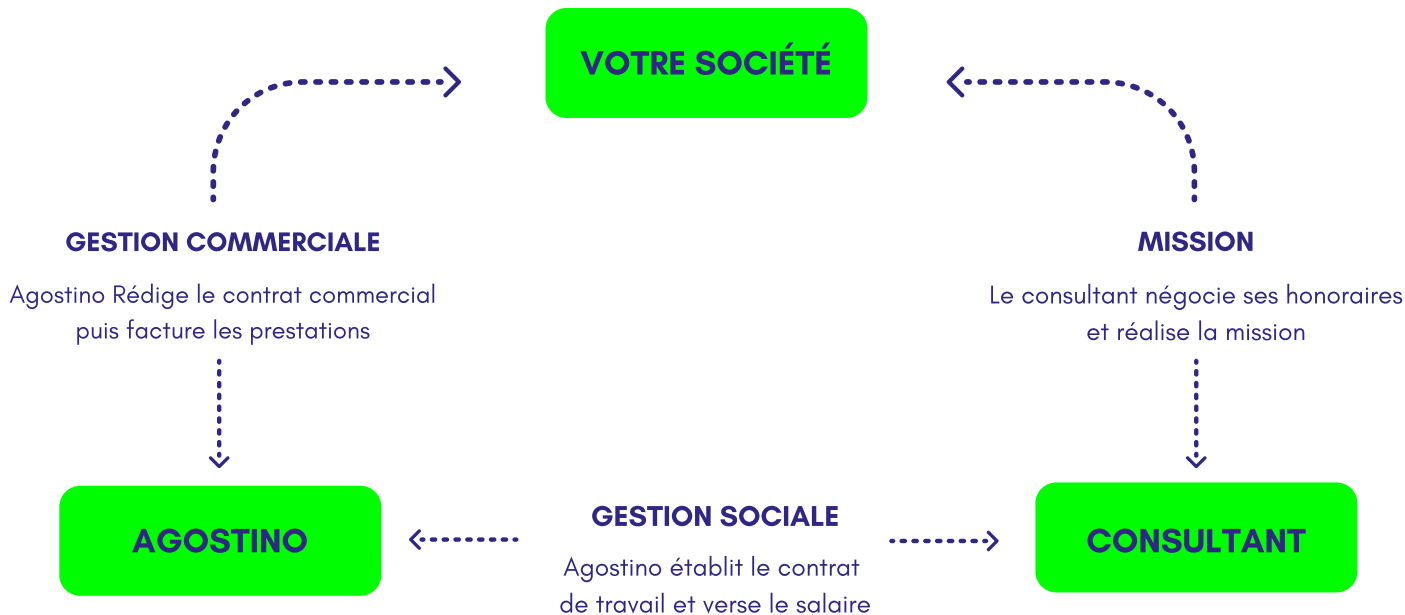 VOTRE SOCIÉTÉ
GESTION COMMERCIALE
Agostino Rédige le contrat commercial
puis facture les prestations
MISSION
Le consultant négocie ses honoraires
et réalise la mission
AGOSTINO
GESTION SOCIALE
Agostino établit le contrat
de travail et verse le salaire
CONSULTANT